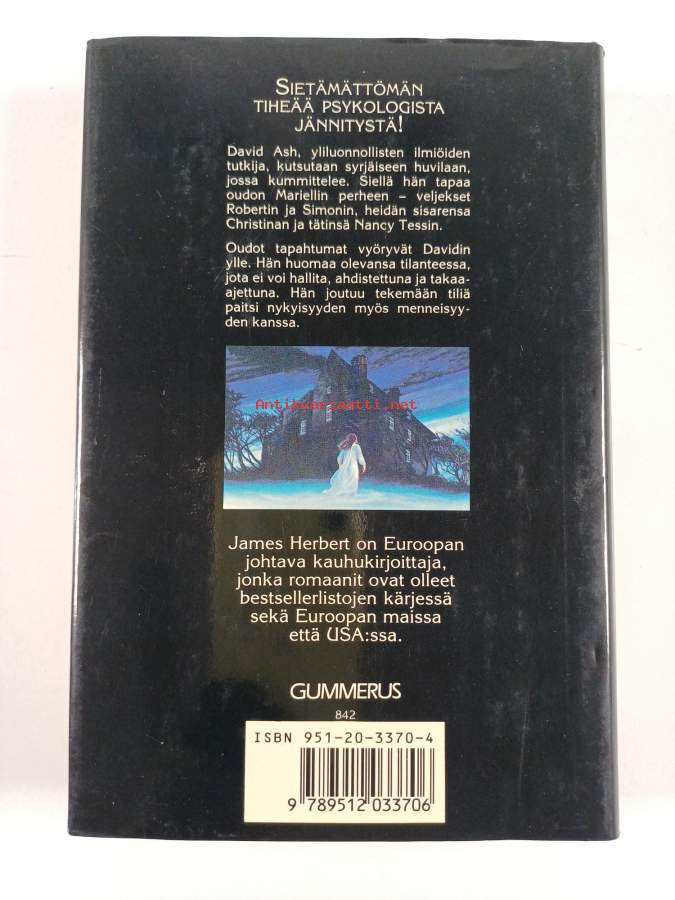 SIETÄMÄTTÖMÄN
TIHEÄÄ PSYKOLOGISTA
JÄNNITYSTÄ!
David Ash, yliluonnollisten ilmiöiden
tutkija, kutsutaan syrjäiseen huvilaan,
jossa kummittelee. Siellä hän tapaa
oudon Mariellin perheen – veljekset
Robertin ja Simonin, heidän sisarensa
Christinan ja tätinsä Nancy Tessin.
Oudot tapahtumat vyöryvät Davidin
ylle. Hän huomaa olevansa tilanteessa,
jota ei voi hallita, ahdistettuna ja takaa-
ajettuna. Hän joutuu tekemään tiliä
paitsi nykyisyyden myös menneisyy-
den kanssa.
Antikvariaatti.net
James Herbert on Euroopan
johtava kauhukirjoittaja,
jonka romaanit ovat olleet
bestsellerlistojen kärjessä
sekä Euroopan maissa
että USA:ssa.
GUMMERUS
842
ISBN 951-20-3370-4
9 789512 033706